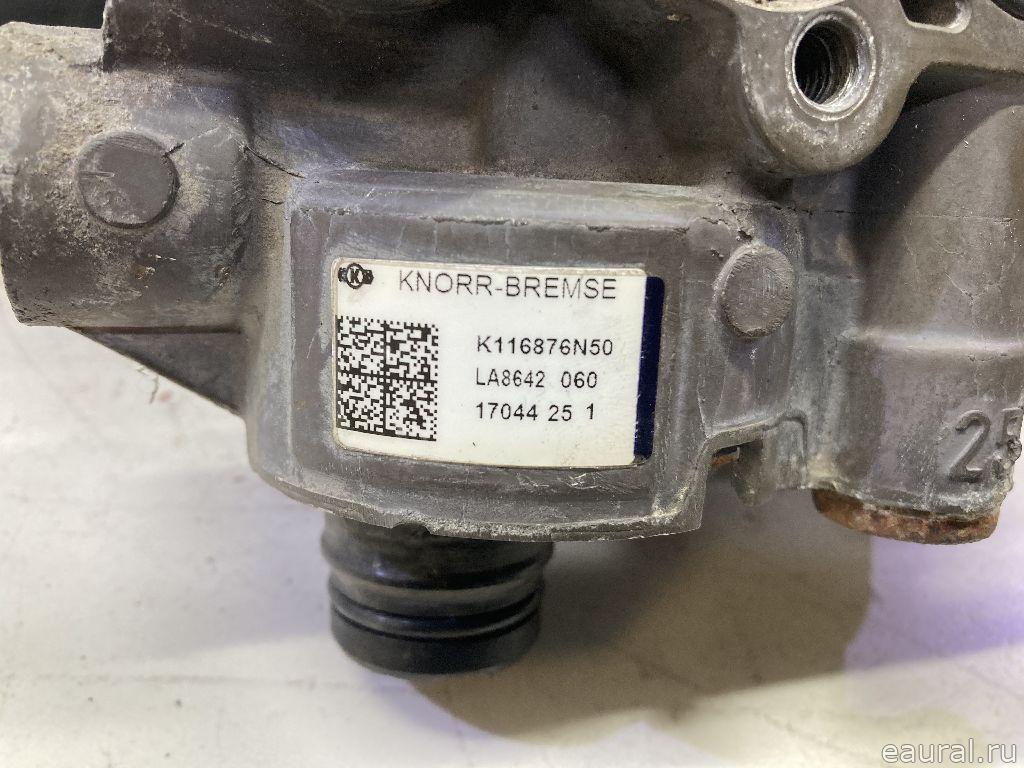 K KNORR-BREMSE
K116876N50
LA8642 060
17044 25 1
25
eaural.ru